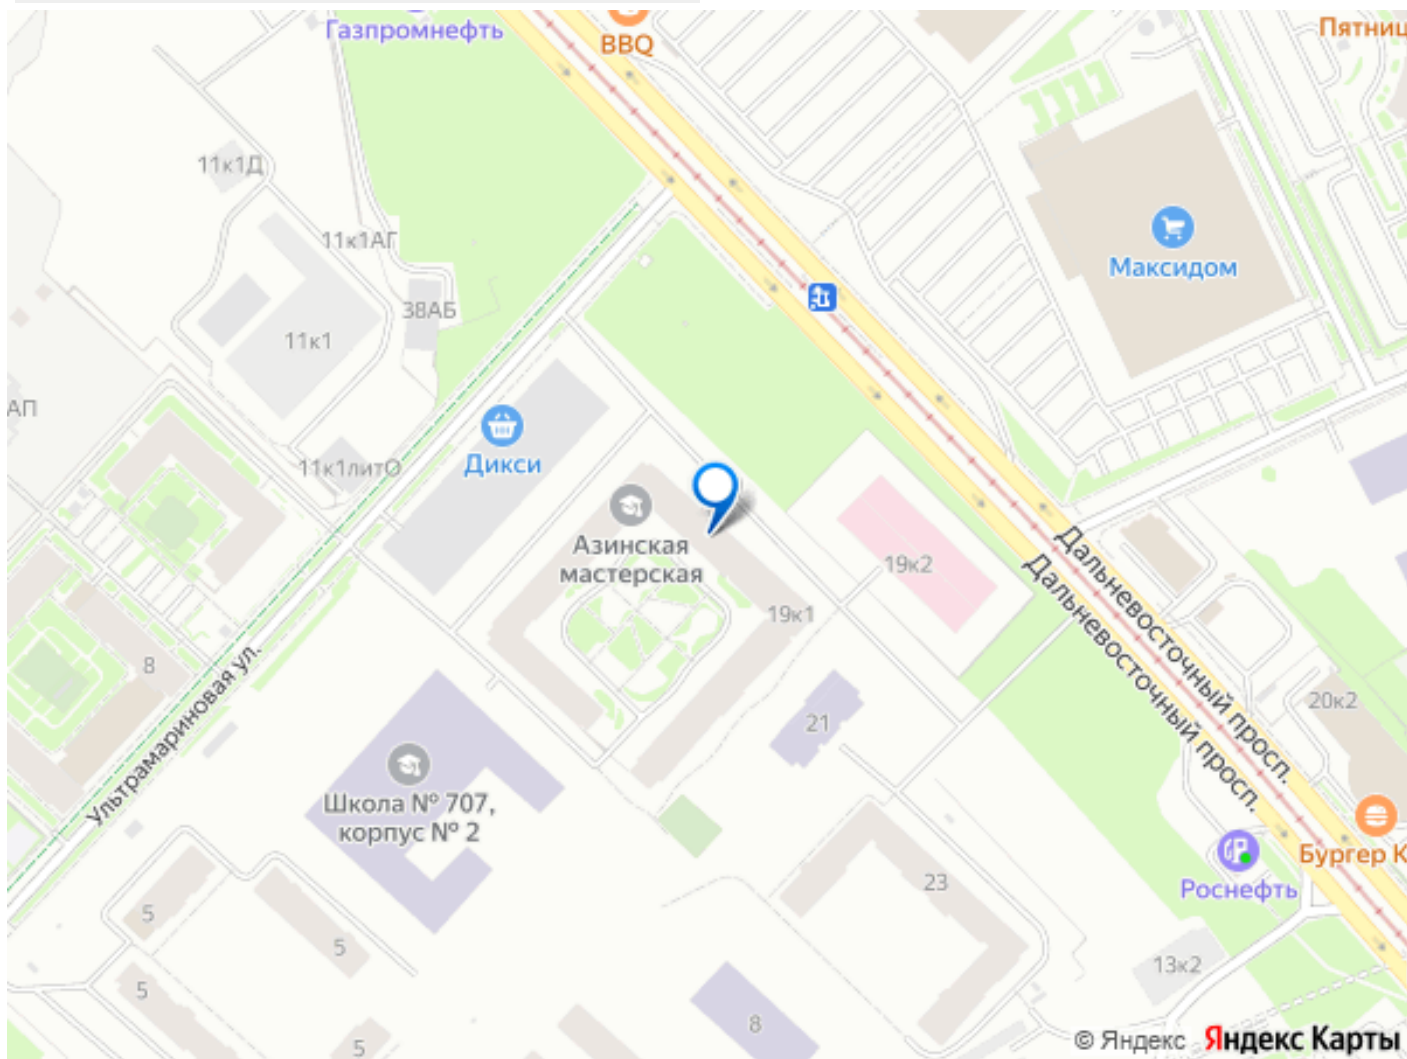 Газпромнефть
BBQ
Пятниц
11к1Д
11к1АГ
Максидом
38АБ
11к1
АП
Дикси
11к1литО
Азинская
мастерская
19к2
Дальневосточный просп.
Дальневосточный просп.
19к1
8
Ультрамариновая ул.
21
20к2
Школа № 707,
корпус № 2
Бургер К
Роснефть
23
5
5
13к2
5
8
5
© Яндекс Яндекс Карты